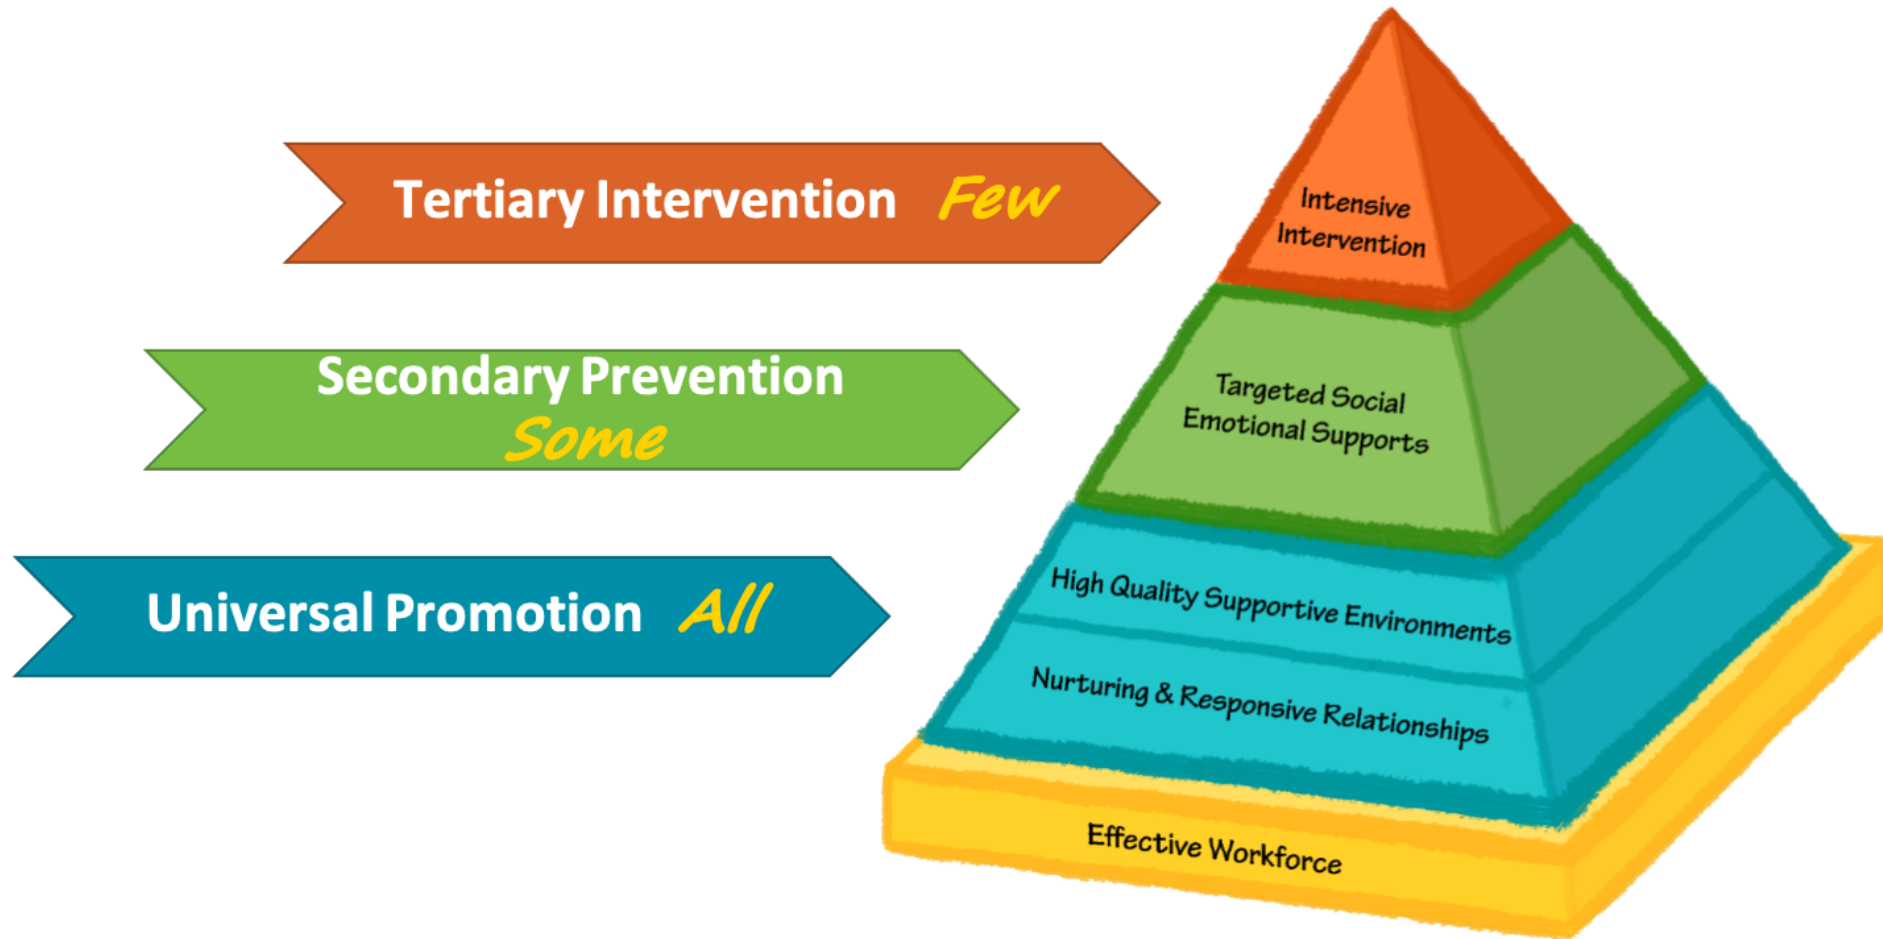 Tertiary Intervention Few
Intensive
Intervention
Secondary Prevention
Some
Targeted Social
Emotional Supports
Universal Promotion All
High Quality Supportive Environments
Nurturing & Responsive Relationships
Effective Workforce